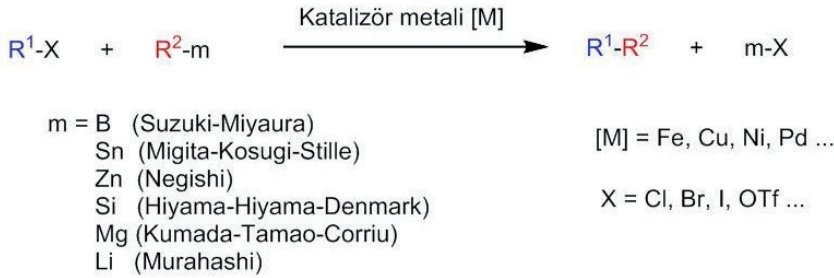 Katalizör metali [M]
R¹-X + R²-m R¹-R² + m-X
m = B (Suzuki-Miyaura)
Sn (Migita-Kosugi-Stille)
Zn (Negishi)
Si (Hiyama-Hiyama-Denmark)
Mg (Kumada-Tamao-Corriu)
Li (Murahashi)
[M] = Fe, Cu, Ni, Pd ...
X = Cl, Br, I, OTf ...